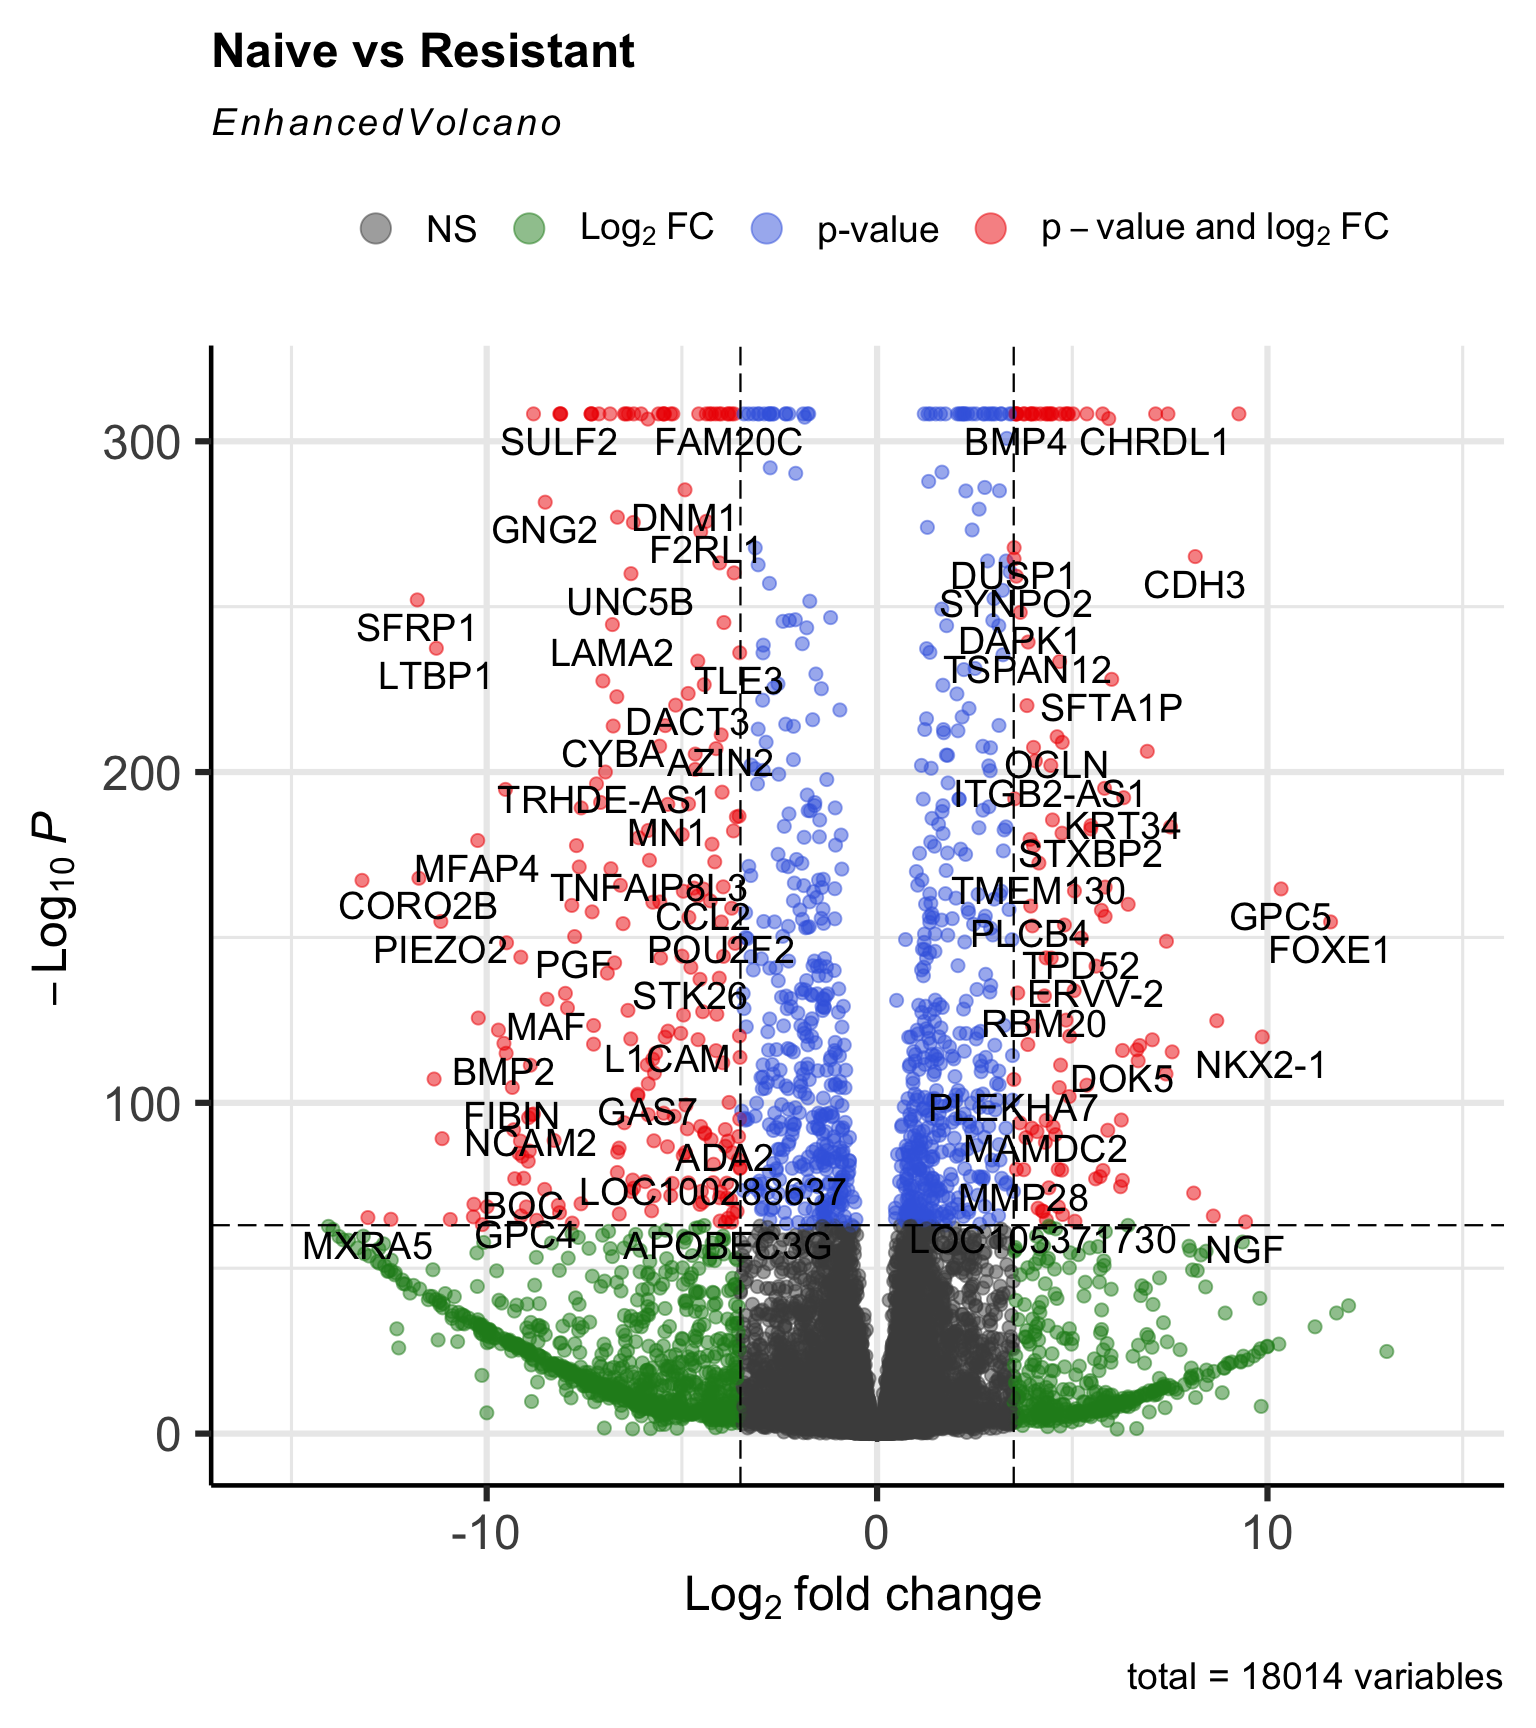 Naive vs Resistant
EnhancedVolcano
NS Log2 FC p-value p – value and log2 FC
300
SULF2 FAM20C BMP4 CHRDL1
GNG2 DNM1
F2RL1
DUSP1 CDH3
UNC5B SYNPO2
SFRP1 LAMA2 DAPK1
LTBP1 TLE3 TSPAN12
DACT3 SFTA1P
CYBA AZIN2 OCLN
200
TRHDE-AS1 ITGB2-AS1
MN1 KRT34
MFAP4 STXBP2
TNFAIP8L3 TMEM130
CORO2B CCL2 GPC5
PIEZO2 POU2F2 PLCB4 FOXE1
PGF TPD52
STK26 ERVV-2
MAF RBM20
L1CAM NKX2-1
BMP2 DOK5
100
FIBIN GAS7 PLEKHA7
NCAM2 MAMDC2
ADA2
LOC100288637 MMP28
BOC
GPC4
MXRA5 APOBEC3G LOC105371730 NGF
0
–Log10 P
-10 0 10
Log2 fold change
total = 18014 variables